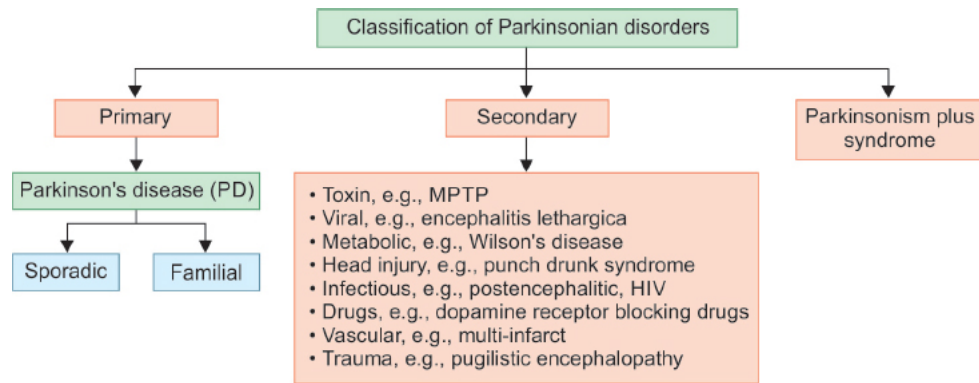 Classification of Parkinsonian disorders
Primary
Secondary
Parkinsonism plus
syndrome
Parkinson's disease (PD)
Sporadic
Familial
• Toxin, e.g., MPTP
• Viral, e.g., encephalitis lethargica
• Metabolic, e.g., Wilson's disease
• Head injury, e.g., punch drunk syndrome
• Infectious, e.g., postencephalitic, HIV
• Drugs, e.g., dopamine receptor blocking drugs
• Vascular, e.g., multi-infarct
• Trauma, e.g., pugilistic encephalopathy